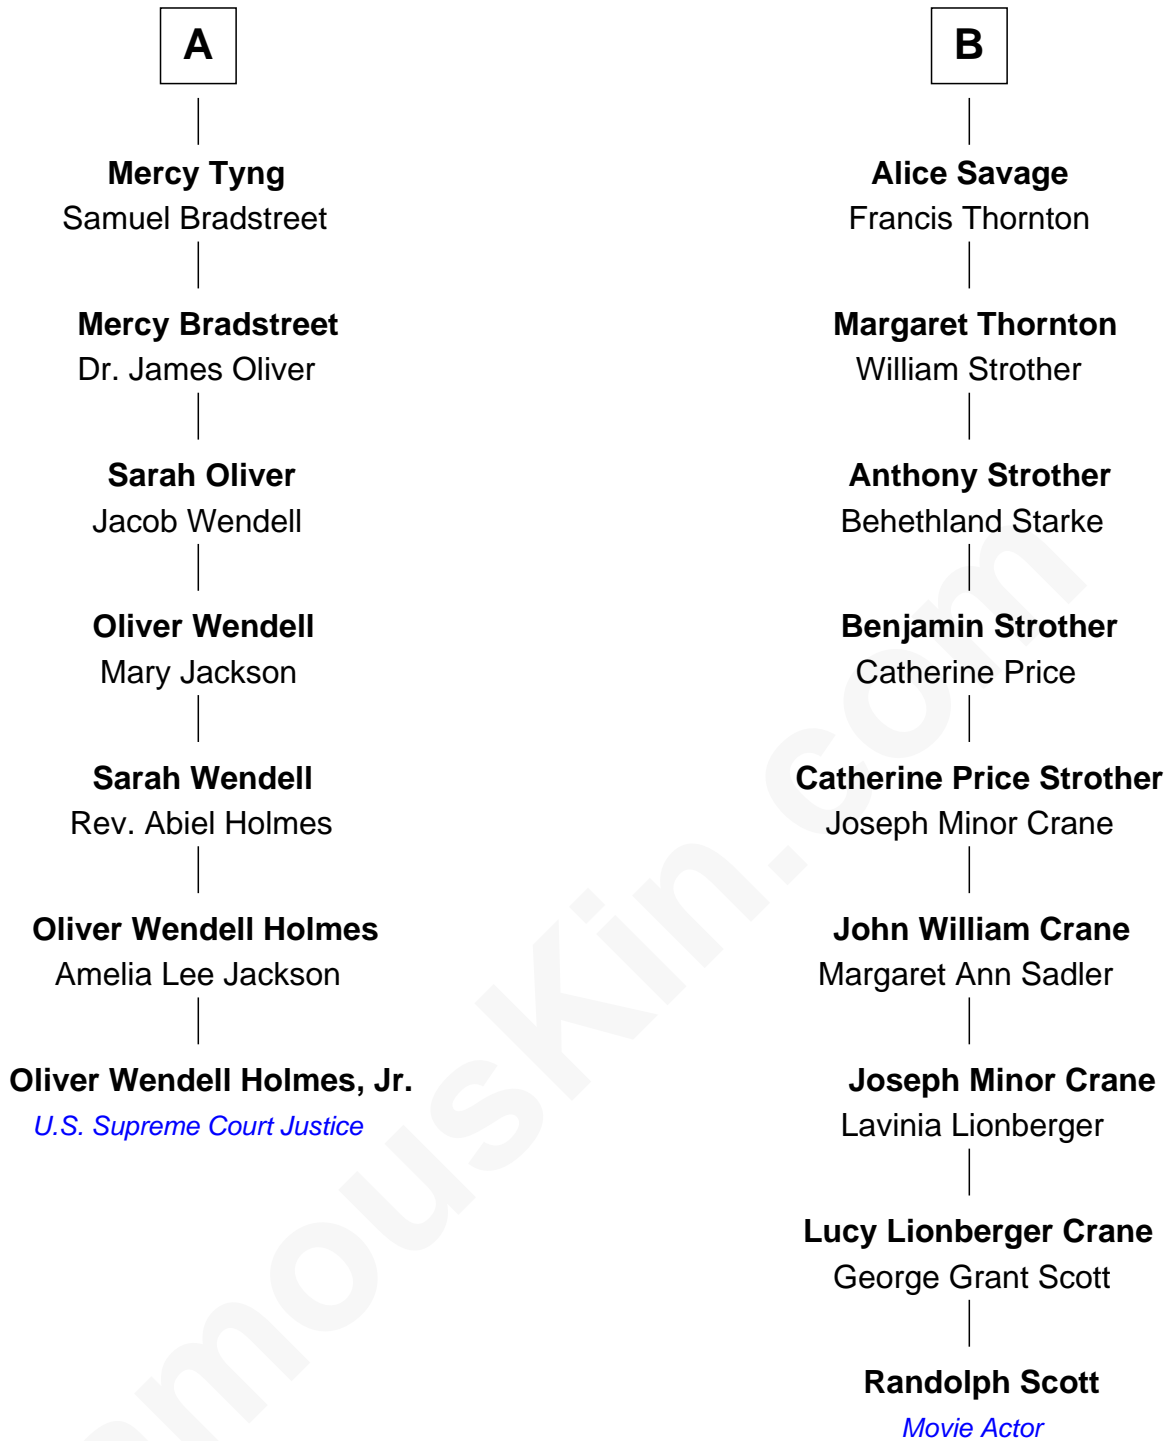 A
Mercy Tyng
Samuel Bradstreet
Mercy Bradstreet
Dr. James Oliver
Sarah Oliver
Jacob Wendell
Oliver Wendell
Mary Jackson
Sarah Wendell
Rev. Abiel Holmes
Oliver Wendell Holmes
Amelia Lee Jackson
Oliver Wendell Holmes, Jr.
U.S. Supreme Court Justice
B
Alice Savage
Francis Thornton
Margaret Thornton
William Strother
Anthony Strother
Behethland Starke
Benjamin Strother
Catherine Price
Catherine Price Strother
Joseph Minor Crane
John William Crane
Margaret Ann Sadler
Joseph Minor Crane
Lavinia Lionberger
Lucy Lionberger Crane
George Grant Scott
Randolph Scott
Movie Actor
mousKin.com